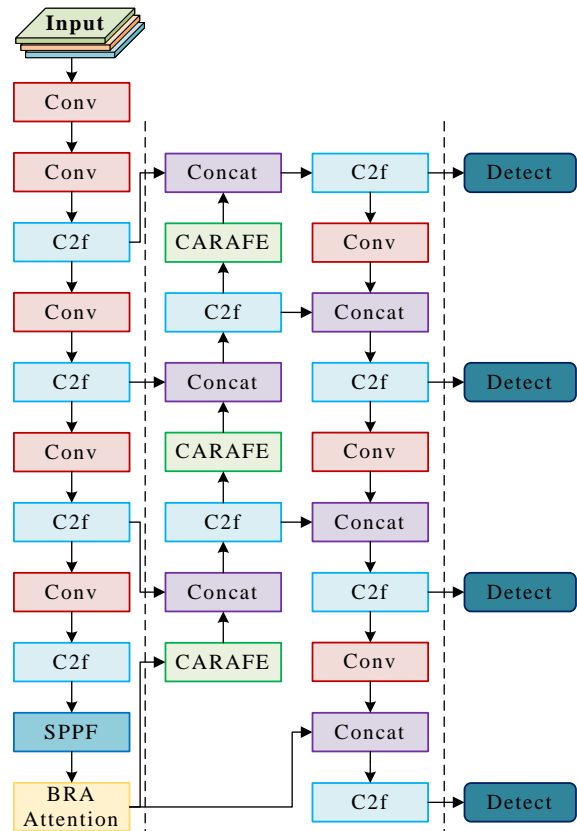 Input
Conv
Conv
C2f
Conv
C2f
Conv
C2f
Conv
C2f
SPPF
BRA
Attention
Concat
CARAFE
C2f
Concat
CARAFE
C2f
Concat
CARAFE
C2f
Conv
Concat
C2f
Conv
Concat
C2f
Conv
Concat
C2f
Detect
Detect
Detect
Detect